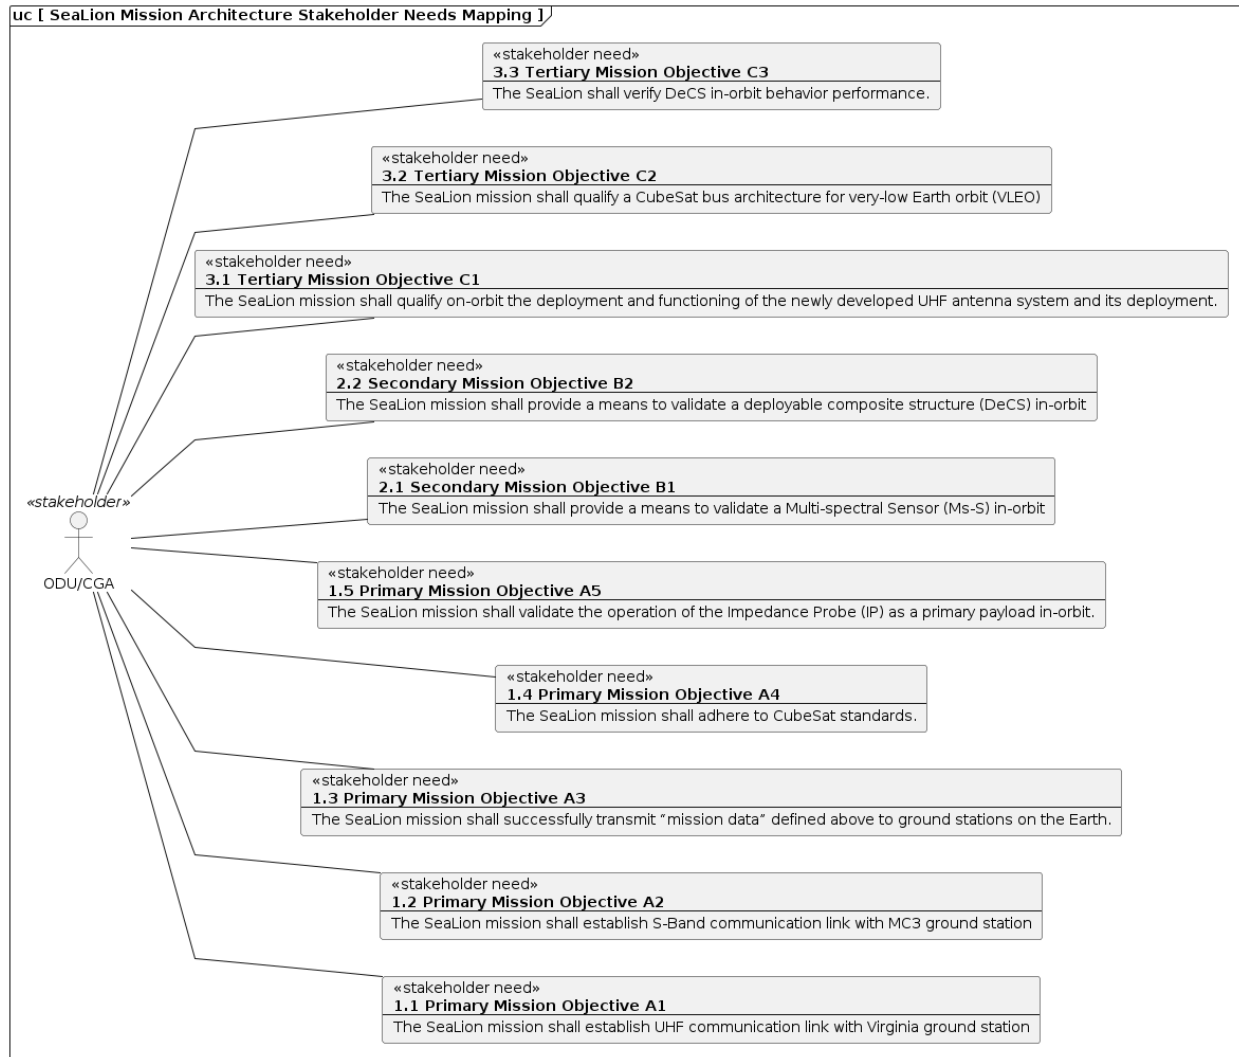 uc [ SeaLion Mission Architecture Stakeholder Needs Mapping ]
«stakeholder need»
3.3 Tertiary Mission Objective C3
The SeaLion shall verify DeCS in-orbit behavior performance.
«stakeholder need»
3.2 Tertiary Mission Objective C2
The SeaLion mission shall qualify a CubeSat bus architecture for very-low Earth orbit (VLEO)
«stakeholder need»
3.1 Tertiary Mission Objective C1
The SeaLion mission shall qualify on-orbit the deployment and functioning of the newly developed UHF antenna system and its deployment.
«stakeholder need»
2.2 Secondary Mission Objective B2
The SeaLion mission shall provide a means to validate a deployable composite structure (DeCS) in-orbit
«stakeholder need»
2.1 Secondary Mission Objective B1
The SeaLion mission shall provide a means to validate a Multi-spectral Sensor (Ms-S) in-orbit
«stakeholder»
ODU/CGA
«stakeholder need»
1.5 Primary Mission Objective A5
The SeaLion mission shall validate the operation of the Impedance Probe (IP) as a primary payload in-orbit.
«stakeholder need»
1.4 Primary Mission Objective A4
The SeaLion mission shall adhere to CubeSat standards.
«stakeholder need»
1.3 Primary Mission Objective A3
The SeaLion mission shall successfully transmit “mission data” defined above to ground stations on the Earth.
«stakeholder need»
1.2 Primary Mission Objective A2
The SeaLion mission shall establish S-Band communication link with MC3 ground station
«stakeholder need»
1.1 Primary Mission Objective A1
The SeaLion mission shall establish UHF communication link with Virginia ground station